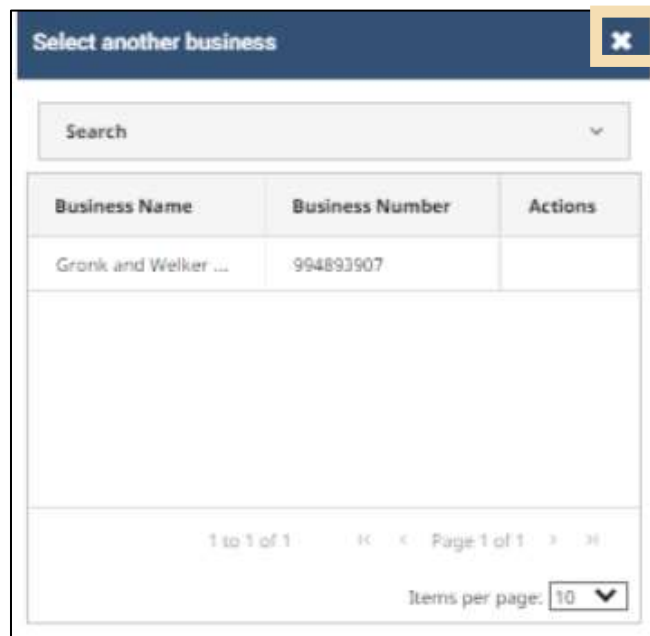 Select another business
Search
Business Name Business Number Actions
Gronk and Welker ... 994893907
1 to 1 of 1 Page 1 of 1
Items per page: 10